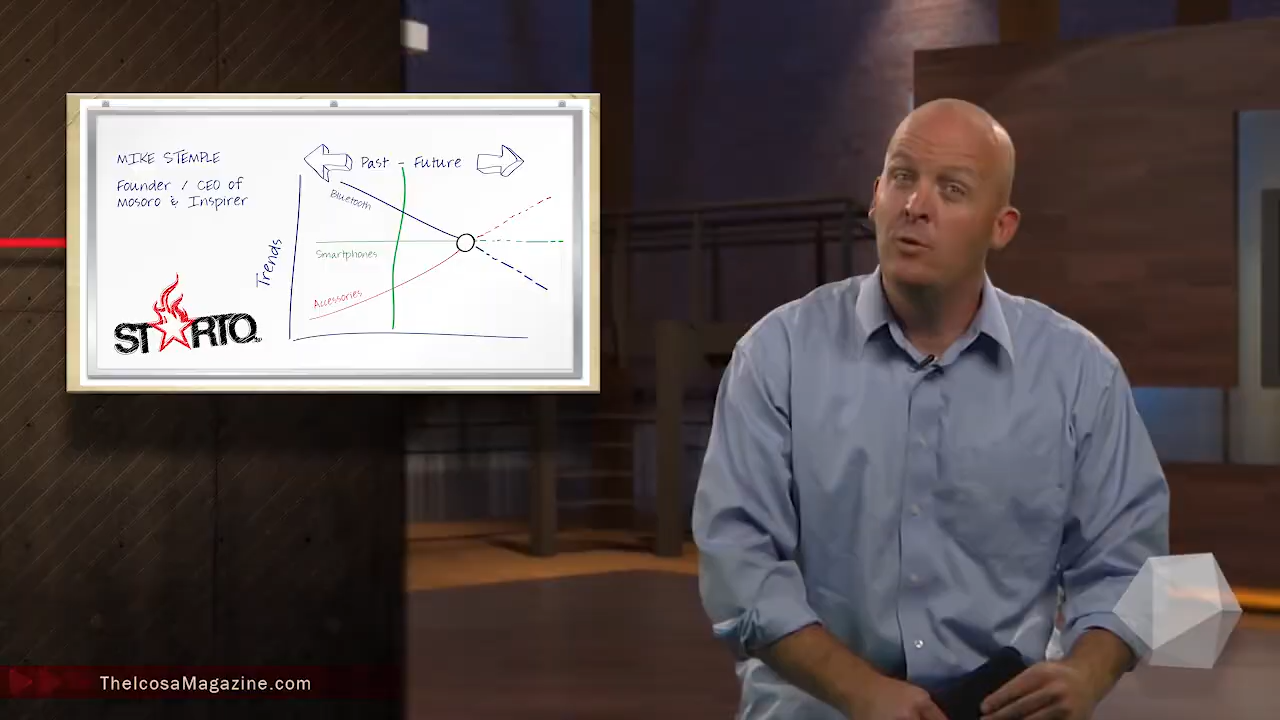 MIKE STEMPLE
Founder / CEO of
Mosoro & Inspirer
Past - Future
Bluetooth
Trends
Smartphones
Accessories
STARTO
TheIcosaMagazine.com